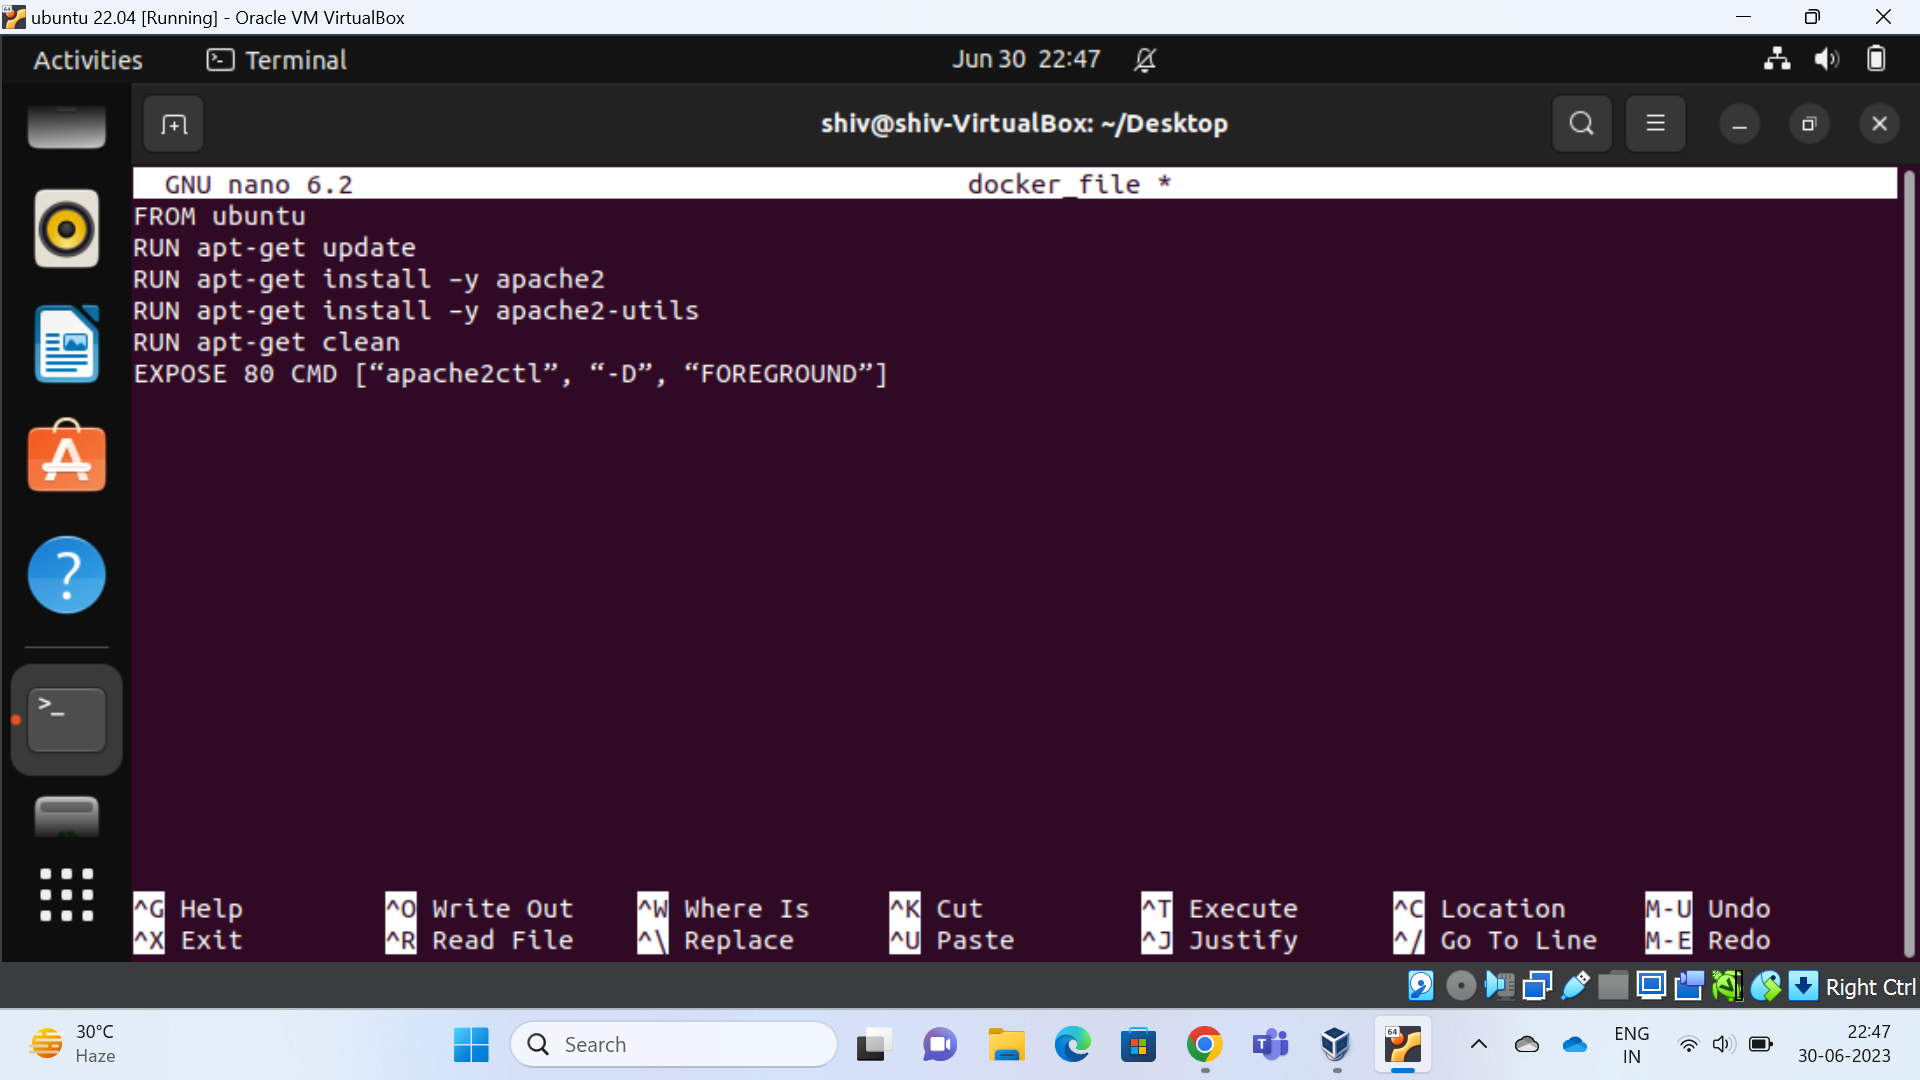 ubuntu 22.04 [Running] - Oracle VM VirtualBox
Activities Terminal Jun 30 22:47
shiv@shiv-VirtualBox: ~/Desktop
GNU nano 6.2 docker_file *
FROM ubuntu
RUN apt-get update
RUN apt-get install –y apache2
RUN apt-get install –y apache2-utils
RUN apt-get clean
EXPOSE 80 CMD [“apache2ctl”, “-D”, “FOREGROUND”]
^G Help ^O Write Out ^W Where Is ^K Cut ^T Execute ^C Location M-U Undo
^X Exit ^R Read File ^\ Replace ^U Paste ^J Justify ^/ Go To Line M-E Redo
Right Ctrl
30°C
Haze
Search
ENG
IN
22:47
30-06-2023